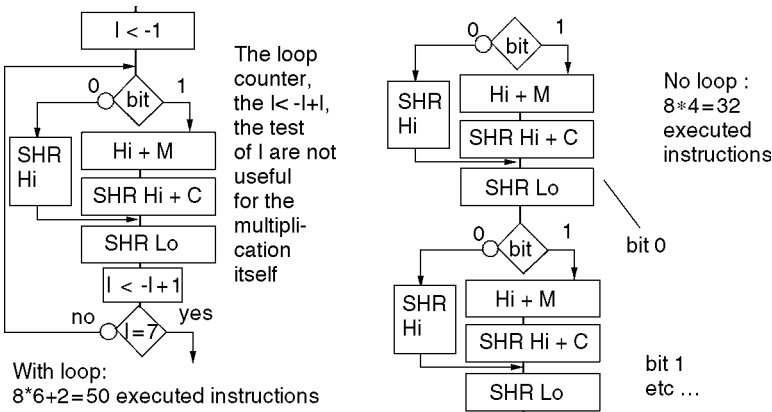 I < -1
0
bit
1
SHR
Hi
Hi + M
SHR Hi + C
SHR Lo
I < -I+1
no
I=7
yes
With loop:
8*6+2=50 executed instructions
The loop
counter,
the I< -I+I,
the test
of I are not
useful
for the
multipli-
cation
itself
0
bit
1
SHR
Hi
Hi + M
SHR Hi + C
SHR Lo
0
bit
1
SHR
Hi
Hi + M
SHR Hi + C
SHR Lo
No loop :
8*4=32
executed
instructions
bit 0
bit 1
etc ...